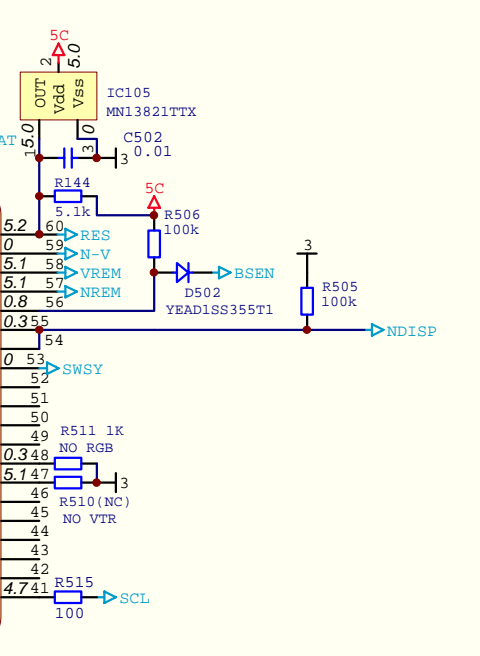 5C
2
5.0
OUT
Vdd
Vss
IC105
MN13821TTX
5.0
1
0
3
AT
C502
0.01
3
R144
5.1k
5C
R506
100k
5.2 60 RES
0 59 N-V
5.1 58 VREM
5.1 57 NREM
0.8 56
BSEN
D502
YEAD1SS355T1
3
R505
100k
0.3 55
NDISP
54
0 53 SWSY
52
51
50
49
R511 1K
NO RGB
0.3 48
5.1 47
3
R510(NC)
NO VTR
46
45
44
43
42
4.7 41
R515
100
SCL